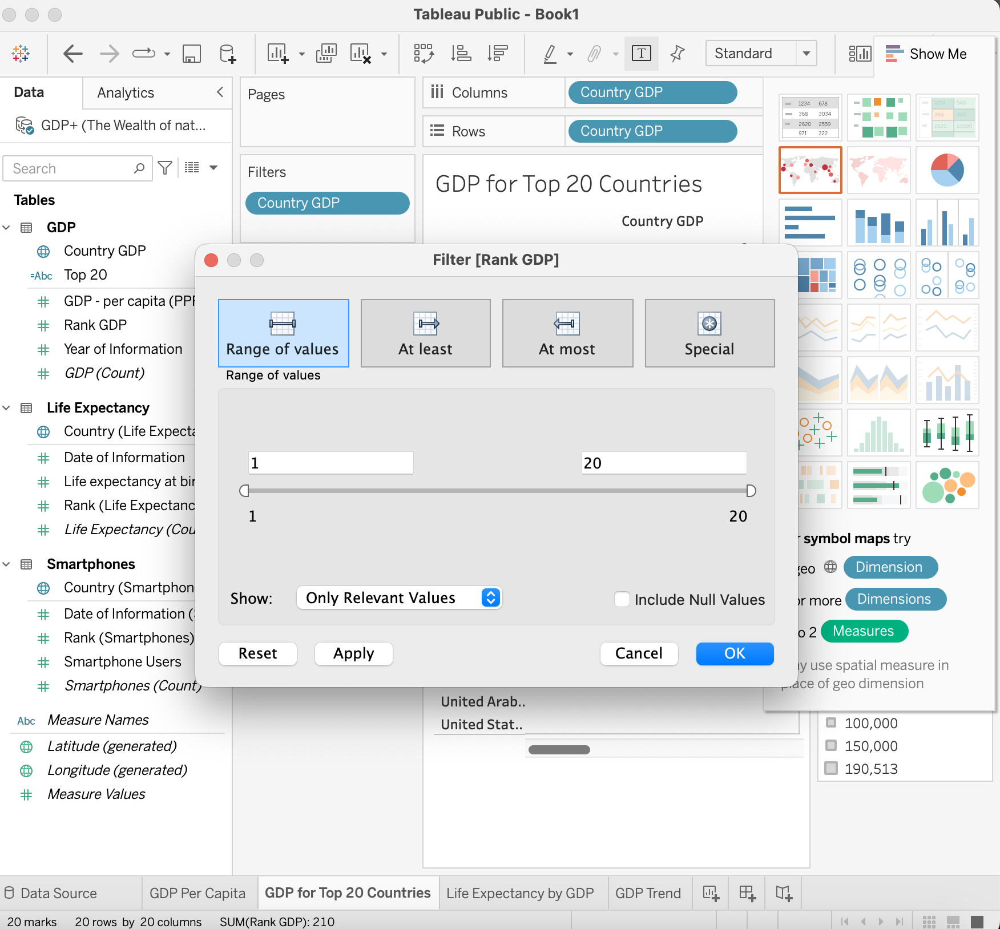 Tableau Public - Book1
Standard
Show Me
Data
Analytics
GDP+ (The Wealth of nat...
Search
Tables
GDP
Country GDP
=Abc Top 20
GDP - per capita (PPP
Rank GDP
Year of Information
GDP (Count)
Life Expectancy
Country (Life Expecta
Date of Information
Life expectancy at bir
Rank (Life Expectanc
Life Expectancy (Cou
Smartphones
Country (Smartphon
Date of Information (S
Rank (Smartphones)
Smartphone Users
Smartphones (Count)
Abc Measure Names
Latitude (generated)
Longitude (generated)
Measure Values
Pages
Filters
Country GDP
Columns
Country GDP
Rows
Country GDP
GDP for Top 20 Countries
Country GDP
1234 678
368 3034
2620 2559
971 322
1234 546
368 340
2620 53890
Filter [Rank GDP]
Range of values
At least
At most
Special
Range of values
1
20
1
20
Show:
Only Relevant Values
Include Null Values
Reset
Apply
Cancel
OK
symbol maps try
geo Dimension
or more Dimensions
o 2 Measures
use spatial measure in
place of geo dimension
United Arab..
United Stat..
100,000
150,000
190,513
Data Source
GDP Per Capita
GDP for Top 20 Countries
Life Expectancy by GDP
GDP Trend
20 marks
20 rows by 20 columns
SUM(Rank GDP): 210